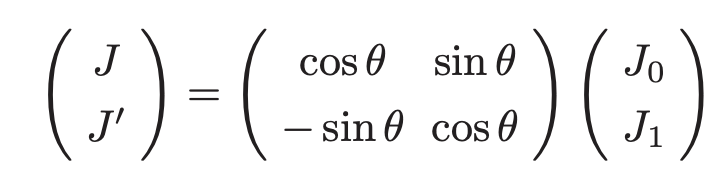 ( J ) = ( cos θ sin θ ) ( J₀ )
( J′ ) ( − sin θ cos θ ) ( J₁ )